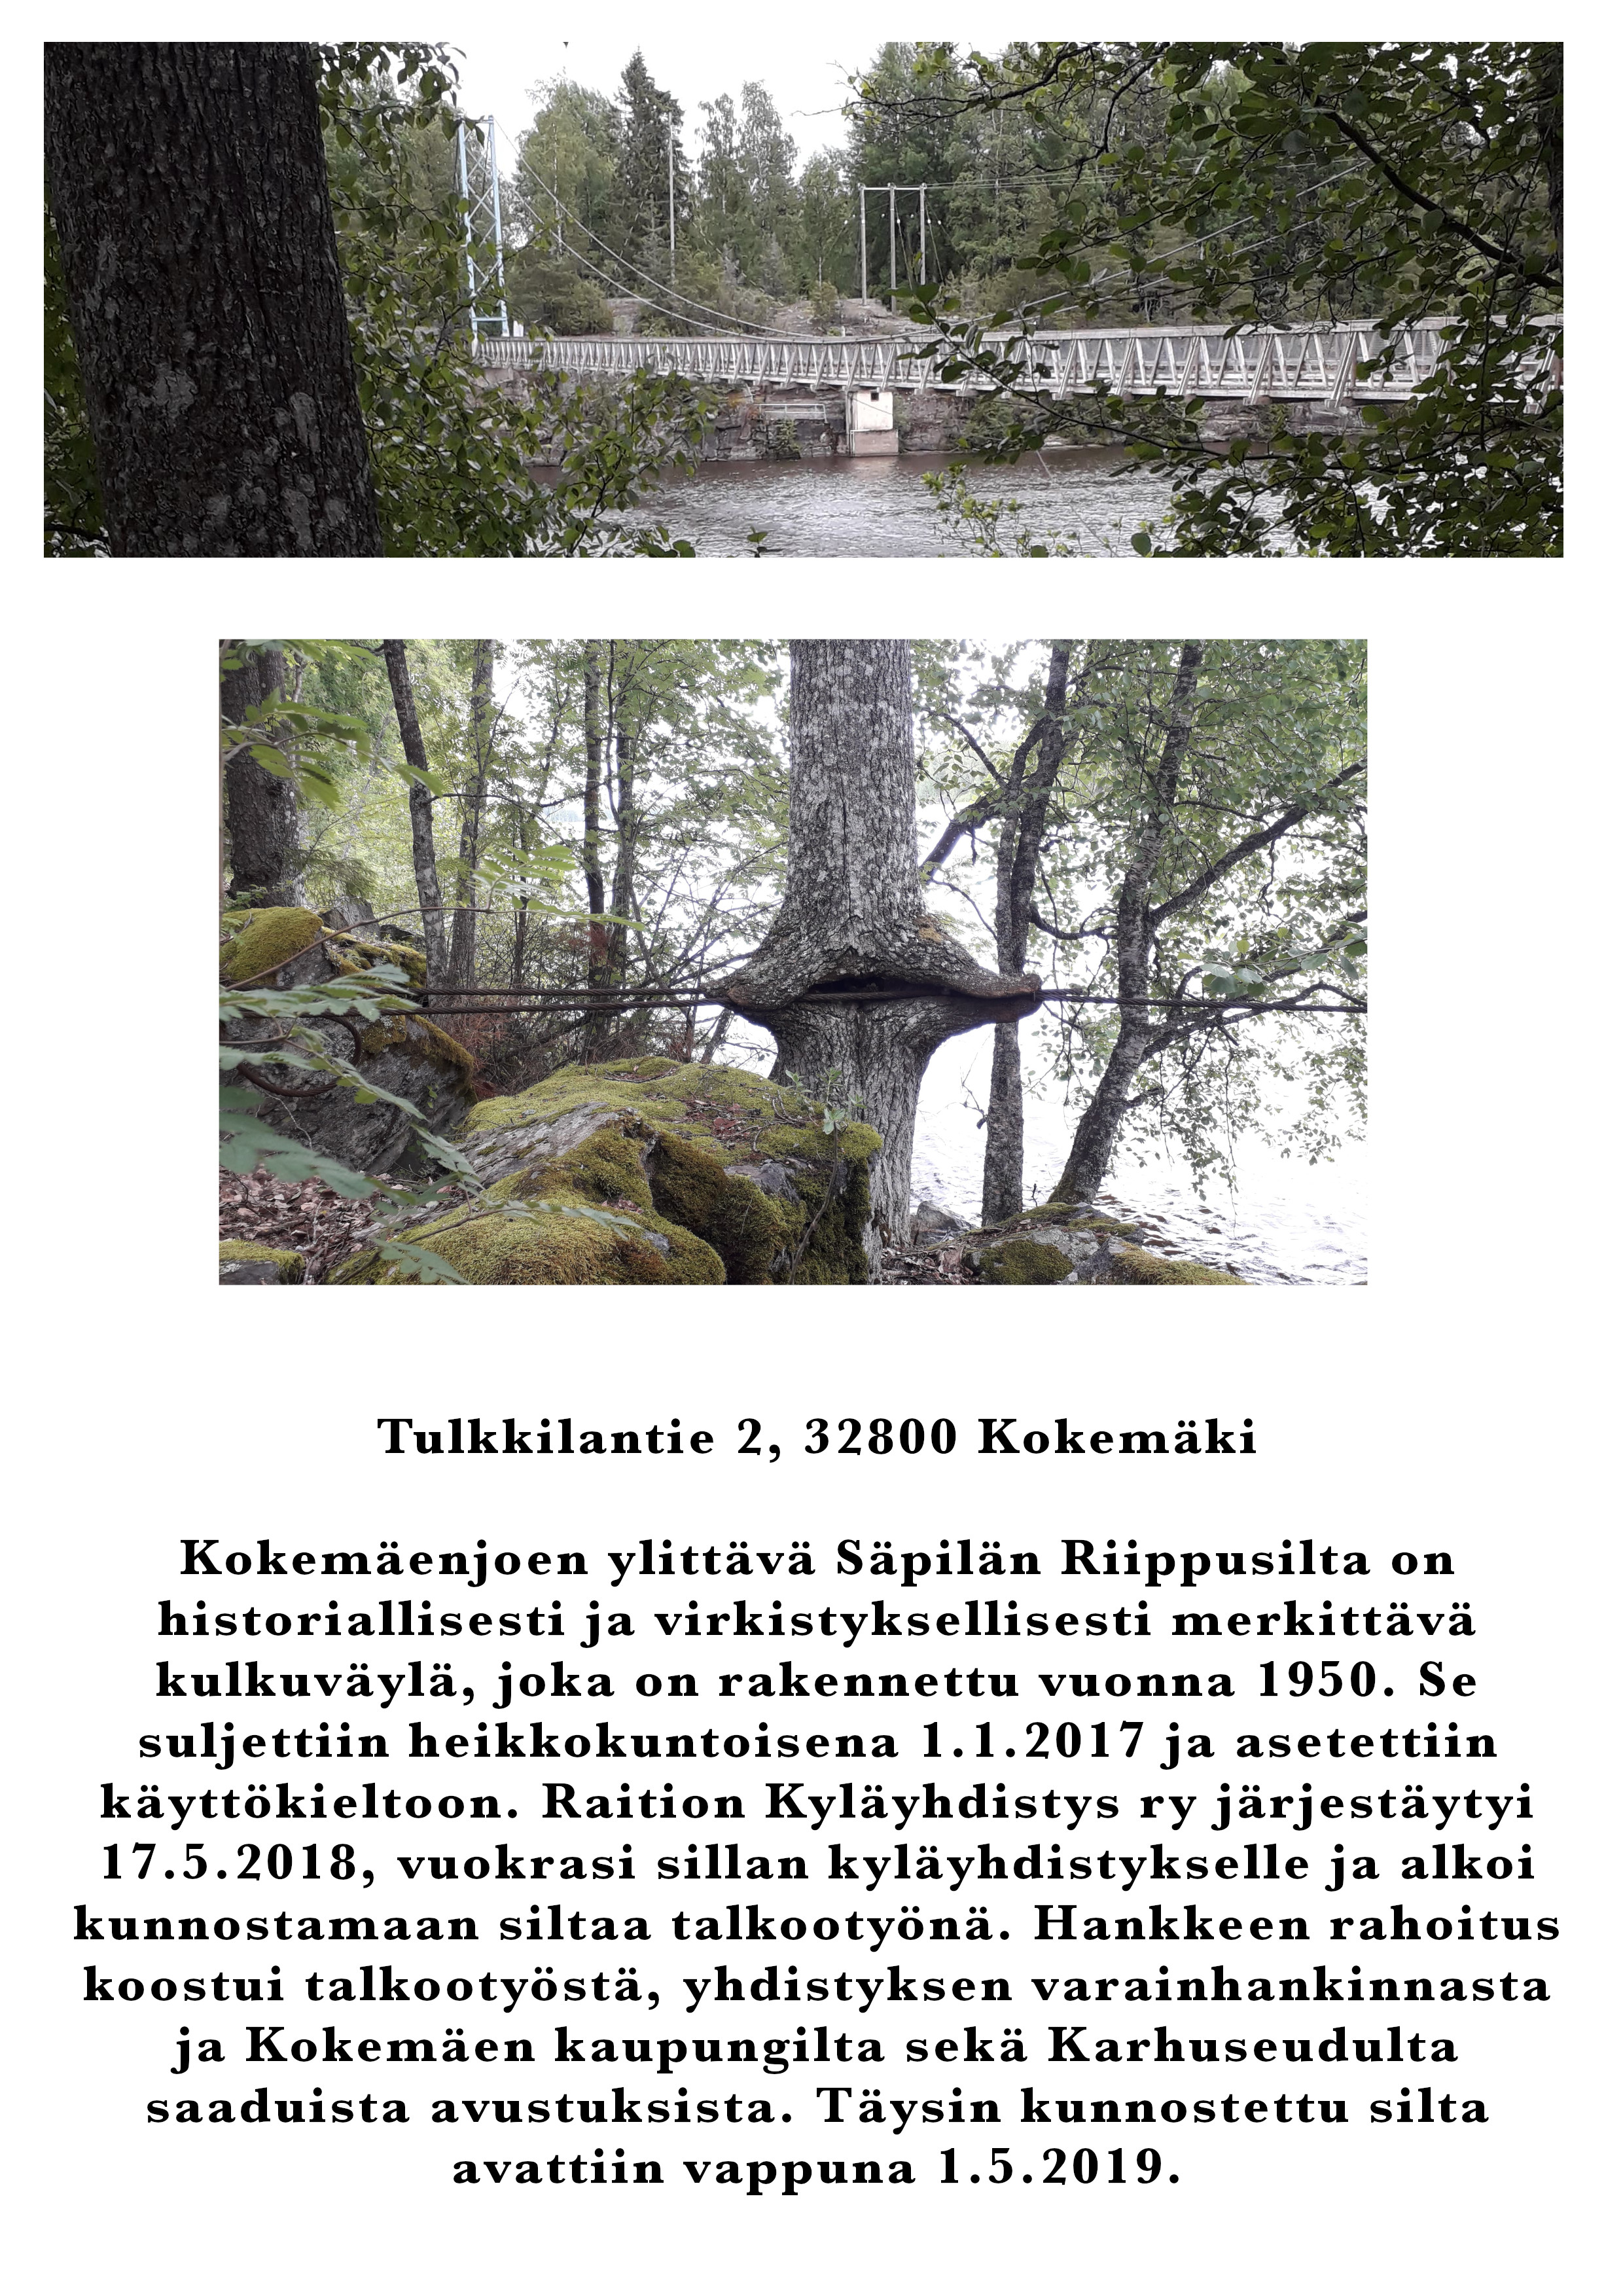 Tulkkilantie 2, 32800 Kokemäki
Kokemäenjoen ylittävä Säpilän Riippusilta on
historiallisesti ja virkistyksellisesti merkittävä
kulkuväylä, joka on rakennettu vuonna 1950. Se
suljettiin heikkokuntoisena 1.1.2017 ja asetettiin
käyttökieltoon. Raition Kyläyhdistys ry järjestäytyi
17.5.2018, vuokrasi sillan kyläyhdistykselle ja alkoi
kunnostamaan siltaa talkootyönä. Hankkeen rahoitus
koostui talkootyöstä, yhdistyksen varainhankinnasta
ja Kokemäen kaupungilta sekä Karhuseudulta
saaduista avustuksista. Täysin kunnostettu silta
avattiin vappuna 1.5.2019.